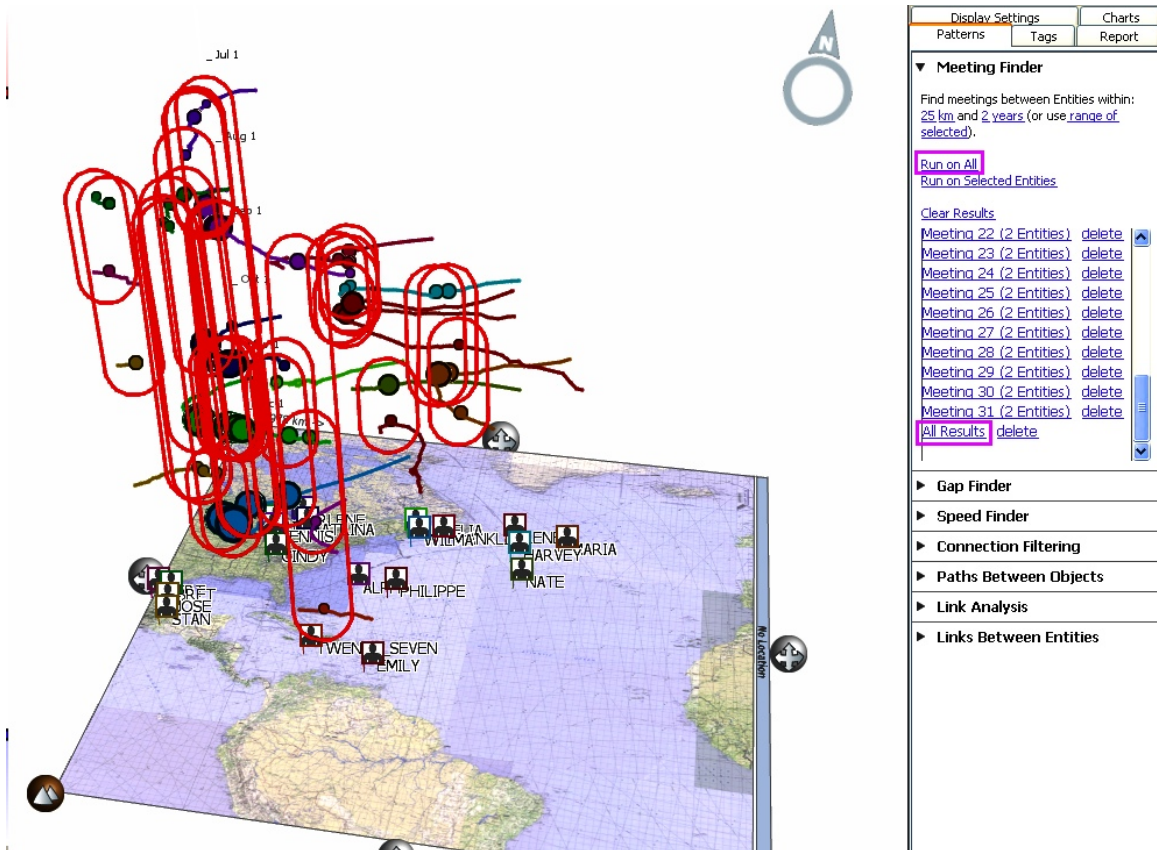 Display Settings
Charts
Patterns
Tags
Report
Meeting Finder
Find meetings between Entities within:
25 km and 2 years (or use range of
selected).
Run on All
Run on Selected Entities
Clear Results
Meeting 22 (2 Entities) delete
Meeting 23 (2 Entities) delete
Meeting 24 (2 Entities) delete
Meeting 25 (2 Entities) delete
Meeting 26 (2 Entities) delete
Meeting 27 (2 Entities) delete
Meeting 28 (2 Entities) delete
Meeting 29 (2 Entities) delete
Meeting 30 (2 Entities) delete
Meeting 31 (2 Entities) delete
All Results delete
Gap Finder
Speed Finder
Connection Filtering
Paths Between Objects
Link Analysis
Links Between Entities
N
Jul 1
Aug 1
CINDY
HARVEY
NATE
PHILIPPE
JOSE
STAN
SEVEN
EMILY
No Location